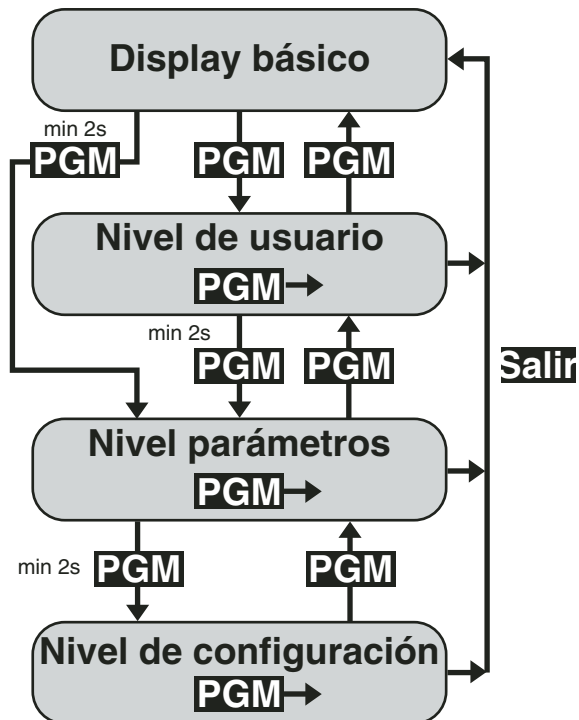 Display básico
min 2s
PGM PGM PGM
Nivel de usuario
PGM
min 2s
PGM PGM
Salir
Nivel parámetros
PGM
min 2s PGM PGM
Nivel de configuración
PGM